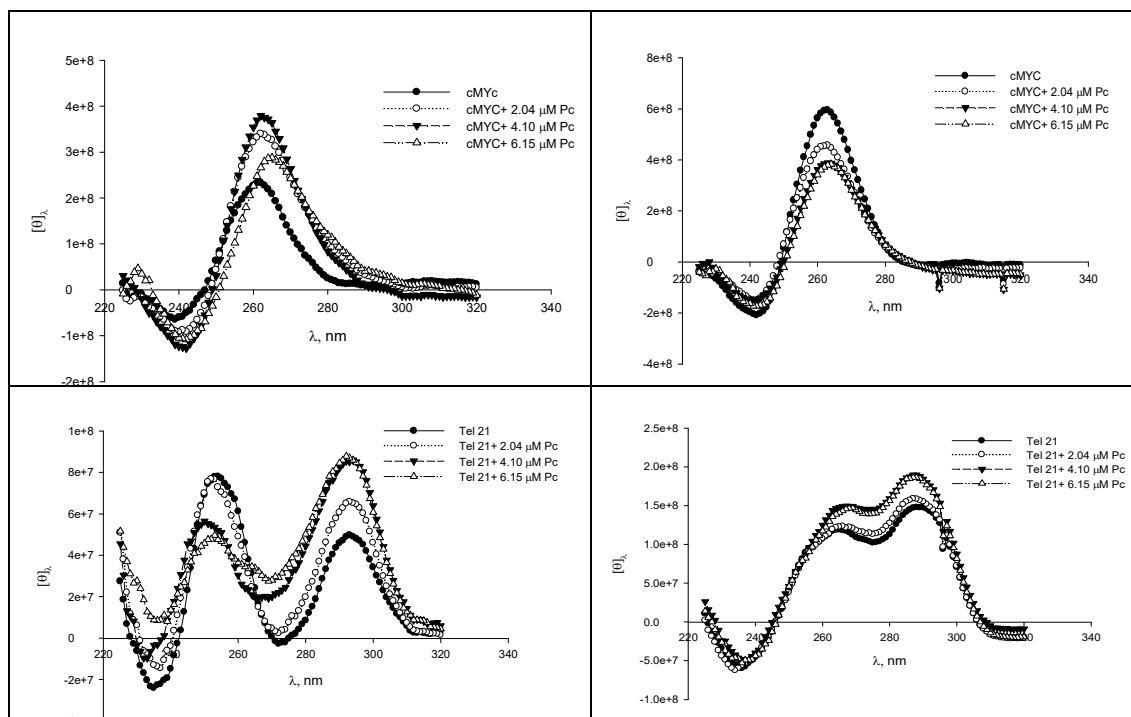 5e+8
4e+8
3e+8
2e+8
1e+8
0
-1e+8
-2e+8
[θ]λ
220 240 260 280 300 320 340
λ, nm
cMYc
cMYC+ 2.04 μM Pc
cMYC+ 4.10 μM Pc
cMYC+ 6.15 μM Pc
8e+8
6e+8
4e+8
2e+8
0
-2e+8
-4e+8
[θ]λ
220 240 260 280 300 320 340
λ, nm
cMYC
cMYC+ 2.04 μM Pc
cMYC+ 4.10 μM Pc
cMYC+ 6.15 μM Pc
1e+8
8e+7
6e+7
4e+7
2e+7
0
-2e+7
[θ]λ
220 240 260 280 300 320 340
λ, nm
Tel 21
Tel 21+ 2.04 μM Pc
Tel 21+ 4.10 μM Pc
Tel 21+ 6.15 μM Pc
2.5e+8
2.0e+8
1.5e+8
1.0e+8
5.0e+7
0.0
-5.0e+7
-1.0e+8
[θ]λ
220 240 260 280 300 320 340
λ, nm
Tel 21
Tel 21+ 2.04 μM Pc
Tel 21+ 4.10 μM Pc
Tel 21+ 6.15 μM Pc